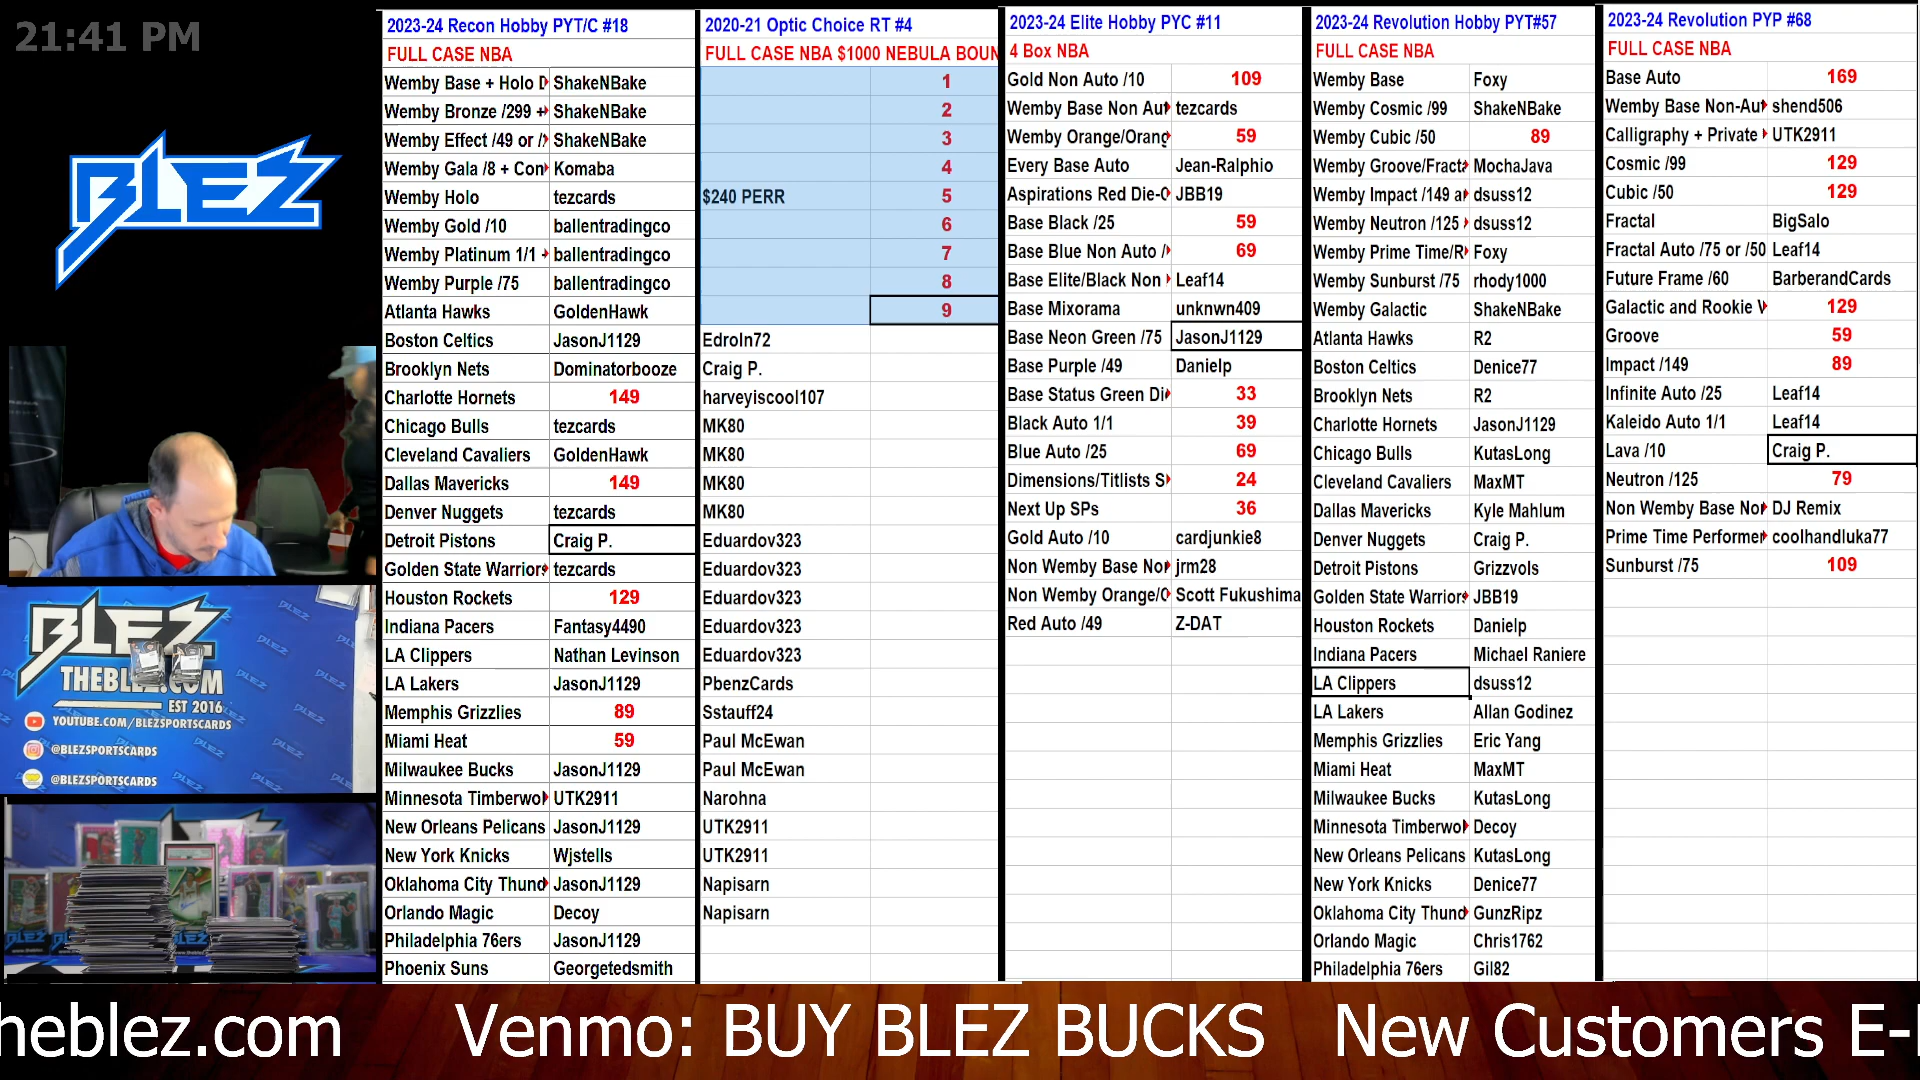 21:41 PM
BLEZ
BLEZ
THEBLEZ.COM
EST 2016
YOUTUBE.COM/BLEZSPORTSCARDS
@BLEZSPORTSCARDS
@BLEZSPORTSCARDS
2023-24 Recon Hobby PYT/C #18
FULL CASE NBA
Wemby Base + Holo D ShakeNBake
Wemby Bronze /299 + ShakeNBake
Wemby Effect /49 or / ShakeNBake
Wemby Gala /8 + Con Komaba
Wemby Holo tezcards
Wemby Gold /10 ballentradingco
Wemby Platinum 1/1 + ballentradingco
Wemby Purple /75 ballentradingco
Atlanta Hawks GoldenHawk
Boston Celtics JasonJ1129
Brooklyn Nets Dominatorbooze
Charlotte Hornets 149
Chicago Bulls tezcards
Cleveland Cavaliers GoldenHawk
Dallas Mavericks 149
Denver Nuggets tezcards
Detroit Pistons Craig P.
Golden State Warriors tezcards
Houston Rockets 129
Indiana Pacers Fantasy4490
LA Clippers Nathan Levinson
LA Lakers JasonJ1129
Memphis Grizzlies 89
Miami Heat 59
Milwaukee Bucks JasonJ1129
Minnesota Timberwol UTK2911
New Orleans Pelicans JasonJ1129
New York Knicks Wjstells
Oklahoma City Thund JasonJ1129
Orlando Magic Decoy
Philadelphia 76ers JasonJ1129
Phoenix Suns Georgetedsmith
2020-21 Optic Choice RT #4
FULL CASE NBA $1000 NEBULA BOUN
1
2
3
4
$240 PERR 5
6
7
8
9
Edroln72
Craig P.
harveyiscool107
MK80
MK80
MK80
MK80
Eduardov323
Eduardov323
Eduardov323
Eduardov323
Eduardov323
PbenzCards
Sstauff24
Paul McEwan
Paul McEwan
Narohna
UTK2911
UTK2911
Napisarn
Napisarn
2023-24 Elite Hobby PYC #11
4 Box NBA
Gold Non Auto /10 109
Wemby Base Non Aut tezcards
Wemby Orange/Orang 59
Every Base Auto Jean-Ralphio
Aspirations Red Die-C JBB19
Base Black /25 59
Base Blue Non Auto / 69
Base Elite/Black Non Leaf14
Base Mixorama unknwn409
Base Neon Green /75 JasonJ1129
Base Purple /49 Danielp
Base Status Green Di 33
Black Auto 1/1 39
Blue Auto /25 69
Dimensions/Titlists S 24
Next Up SPs 36
Gold Auto /10 cardjunkie8
Non Wemby Base Non jrm28
Non Wemby Orange/O Scott Fukushima
Red Auto /49 Z-DAT
2023-24 Revolution Hobby PYT#57
FULL CASE NBA
Wemby Base Foxy
Wemby Cosmic /99 ShakeNBake
Wemby Cubic /50 89
Wemby Groove/Fracta MochaJava
Wemby Impact /149 a dsuss12
Wemby Neutron /125 dsuss12
Wemby Prime Time/R Foxy
Wemby Sunburst /75 rhody1000
Wemby Galactic ShakeNBake
Atlanta Hawks R2
Boston Celtics Denice77
Brooklyn Nets R2
Charlotte Hornets JasonJ1129
Chicago Bulls KutasLong
Cleveland Cavaliers MaxMT
Dallas Mavericks Kyle Mahlum
Denver Nuggets Craig P.
Detroit Pistons Grizzvols
Golden State Warriors JBB19
Houston Rockets Danielp
Indiana Pacers Michael Raniere
LA Clippers dsuss12
LA Lakers Allan Godinez
Memphis Grizzlies Eric Yang
Miami Heat MaxMT
Milwaukee Bucks KutasLong
Minnesota Timberwol Decoy
New Orleans Pelicans KutasLong
New York Knicks Denice77
Oklahoma City Thund GunzRipz
Orlando Magic Chris1762
Philadelphia 76ers Gil82
2023-24 Revolution PYP #68
FULL CASE NBA
Base Auto 169
Wemby Base Non-Aut shend506
Calligraphy + Private UTK2911
Cosmic /99 129
Cubic /50 129
Fractal BigSalo
Fractal Auto /75 or /50 Leaf14
Future Frame /60 BarberandCards
Galactic and Rookie V 129
Groove 59
Impact /149 89
Infinite Auto /25 Leaf14
Kaleido Auto 1/1 Leaf14
Lava /10 Craig P.
Neutron /125 79
Non Wemby Base Non DJ Remix
Prime Time Performer coolhandluka77
Sunburst /75 109
heblez.com Venmo: BUY BLEZ BUCKS New Customers E-